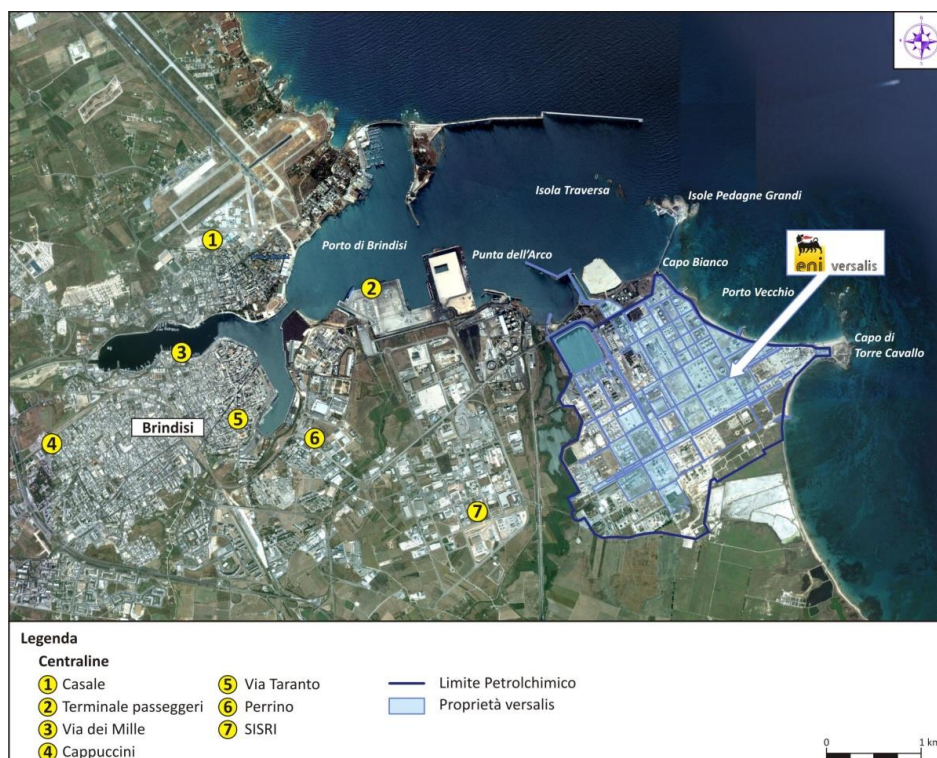 Isola Traversa
Isole Pedagne Grandi
1
Porto di Brindisi
Punta dell'Arco
Capo Bianco
eni versalis
2
Porto Vecchio
3
Capo di
Torre Cavallo
5
Brindisi
4
6
7
Legenda
Centraline
1 Casale
2 Terminale passeggeri
3 Via dei Mille
4 Cappuccini
5 Via Taranto
6 Perrino
7 SISRI
Limite Petrolchimico
Proprietà versalis
0 1 km